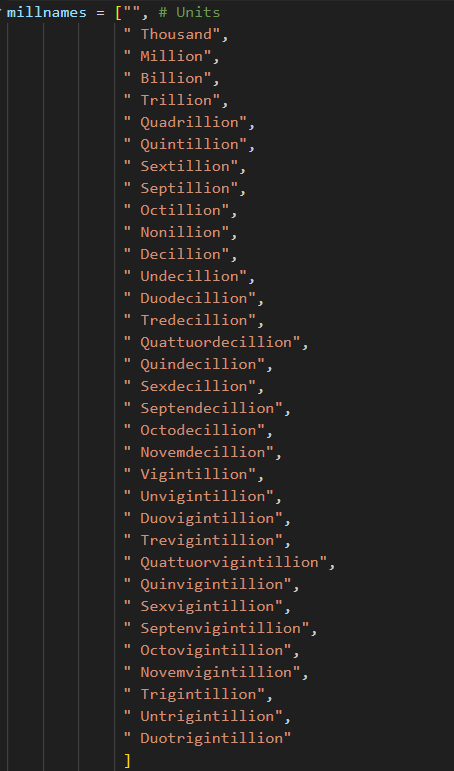 millnames = ["", # Units
" Thousand",
" Million",
" Billion",
" Trillion",
" Quadrillion",
" Quintillion",
" Sextillion",
" Septillion",
" Octillion",
" Nonillion",
" Decillion",
" Undecillion",
" Duodecillion",
" Tredecillion",
" Quattuordecillion",
" Quindecillion",
" Sexdecillion",
" Septendecillion",
" Octodecillion",
" Novemdecillion",
" Vigintillion",
" Unvigintillion",
" Duovigintillion",
" Trevigintillion",
" Quattuorvigintillion",
" Quinvigintillion",
" Sexvigintillion",
" Septenvigintillion",
" Octovigintillion",
" Novemvigintillion",
" Trigintillion",
" Untrigintillion",
" Duotrigintillion"
]